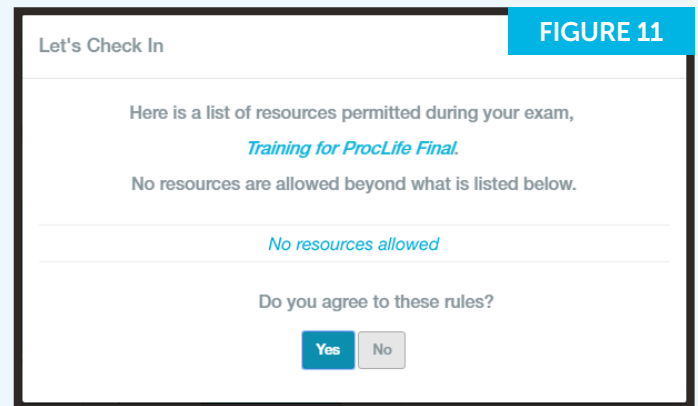 FIGURE 11
Let's Check In
Here is a list of resources permitted during your exam,
Training for ProcLife Final.
No resources are allowed beyond what is listed below.
No resources allowed
Do you agree to these rules?
Yes No